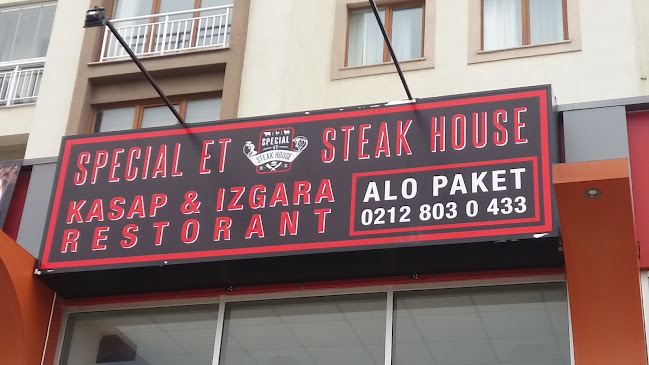 SPECIAL ET STEAK HOUSE
SPECIAL
ET
STEAK HOUSE
KASAP & IZGARA
RESTORANT
ALO PAKET
0212 803 0 433